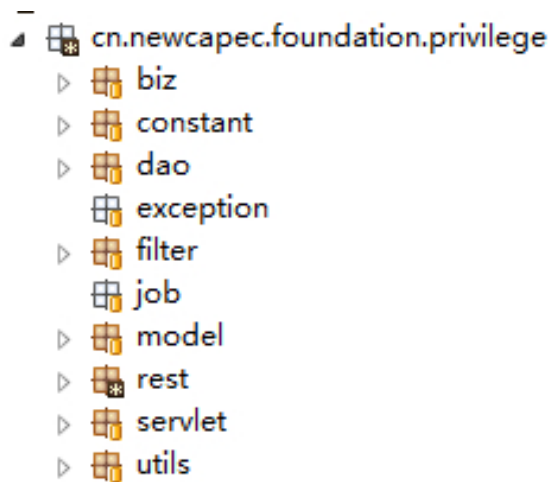 cn.newcapec.foundation.privilege
biz
constant
dao
exception
filter
job
model
rest
servlet
utils